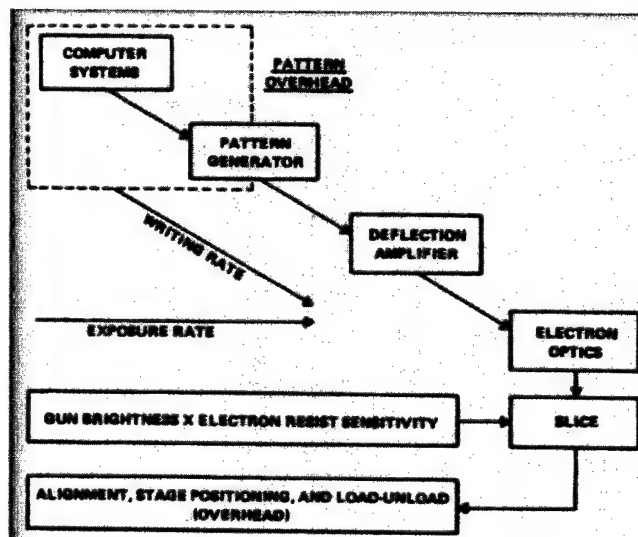 COMPUTER
SYSTEMS
PATTERN
OVERHEAD
PATTERN
GENERATOR
WRITING RATE
DEFLECTION
AMPLIFIER
EXPOSURE RATE
ELECTRON
OPTICS
GUN BRIGHTNESS X ELECTRON RESIST SENSITIVITY
SLICE
ALIGNMENT, STAGE POSITIONING, AND LOAD-UNLOAD
(OVERHEAD)